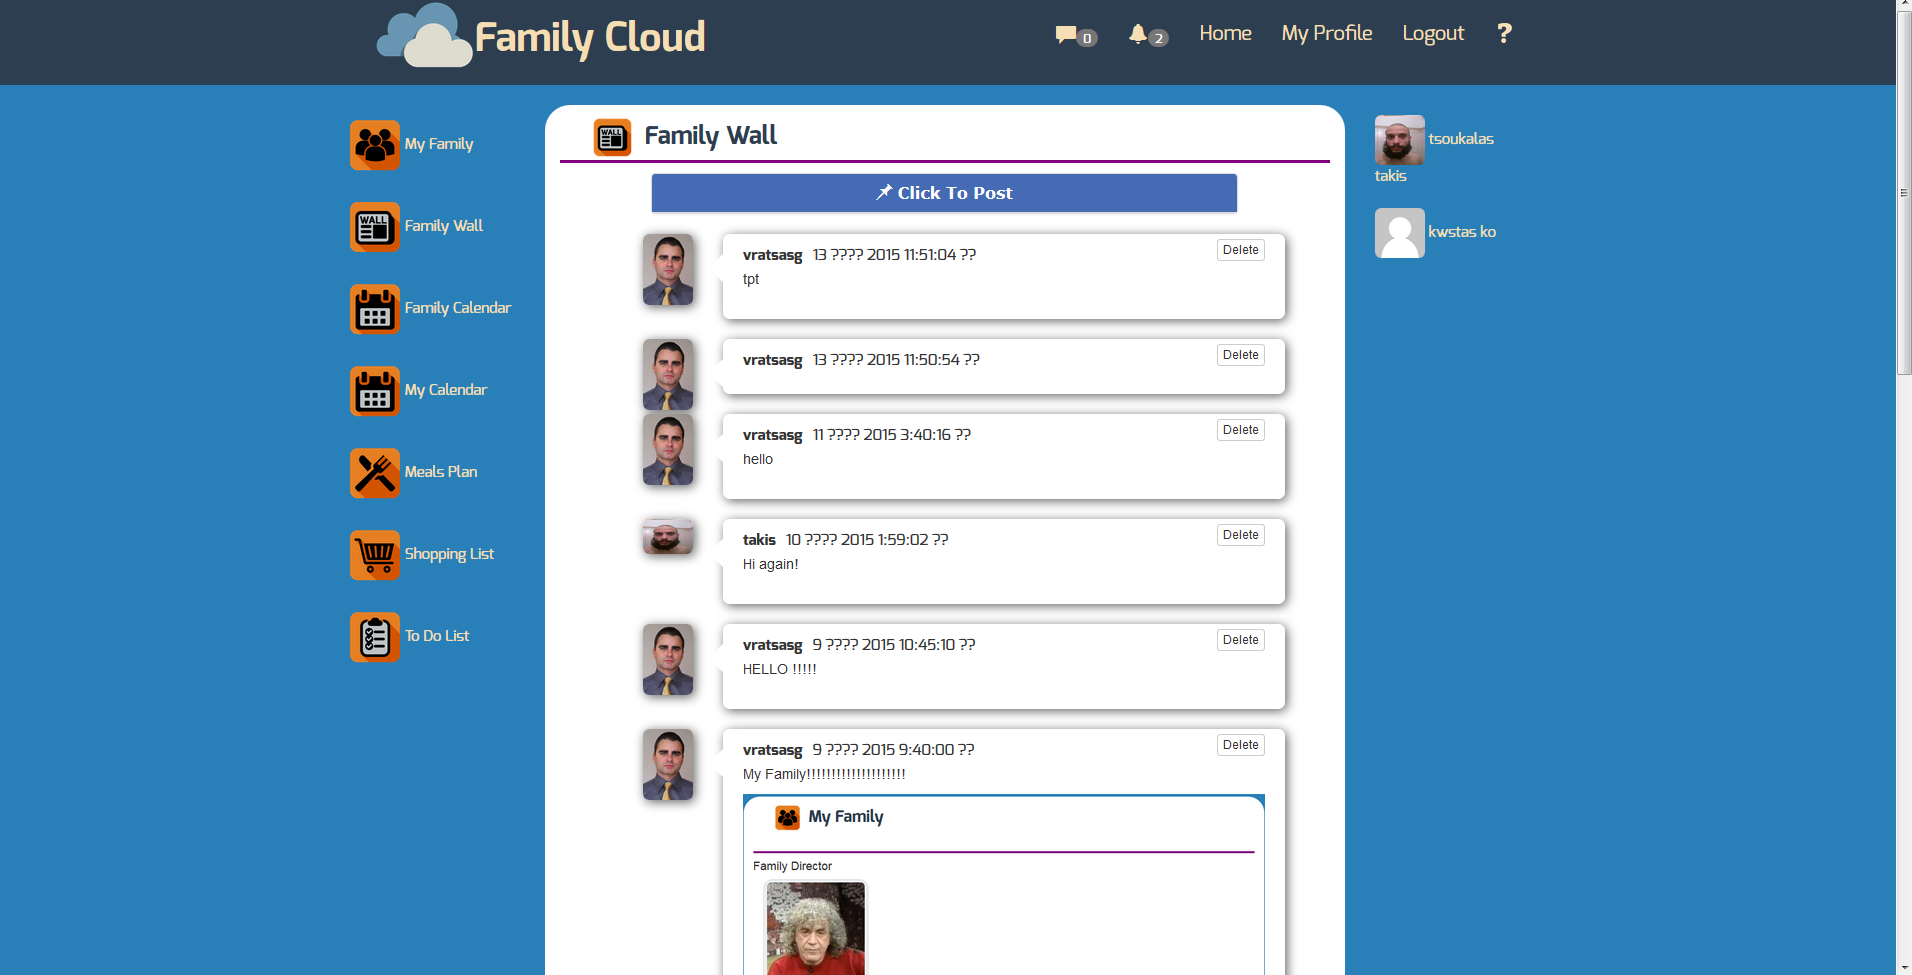 Family Cloud
0
2
Home
My Profile
Logout
?
My Family
WALL
Family Wall
Family Calendar
My Calendar
Meals Plan
Shopping List
To Do List
WALL
Family Wall
Click To Post
vratsasg 13 ???? 2015 11:51:04 ??
Delete
tpt
vratsasg 13 ???? 2015 11:50:54 ??
Delete
vratsasg 11 ???? 2015 3:40:16 ??
Delete
hello
takis 10 ???? 2015 1:59:02 ??
Delete
Hi again!
vratsasg 9 ???? 2015 10:45:10 ??
Delete
HELLO !!!!!
vratsasg 9 ???? 2015 9:40:00 ??
Delete
My Family!!!!!!!!!!!!!!!!!!!!
My Family
Family Director
tsoukalas
takis
kwstas ko